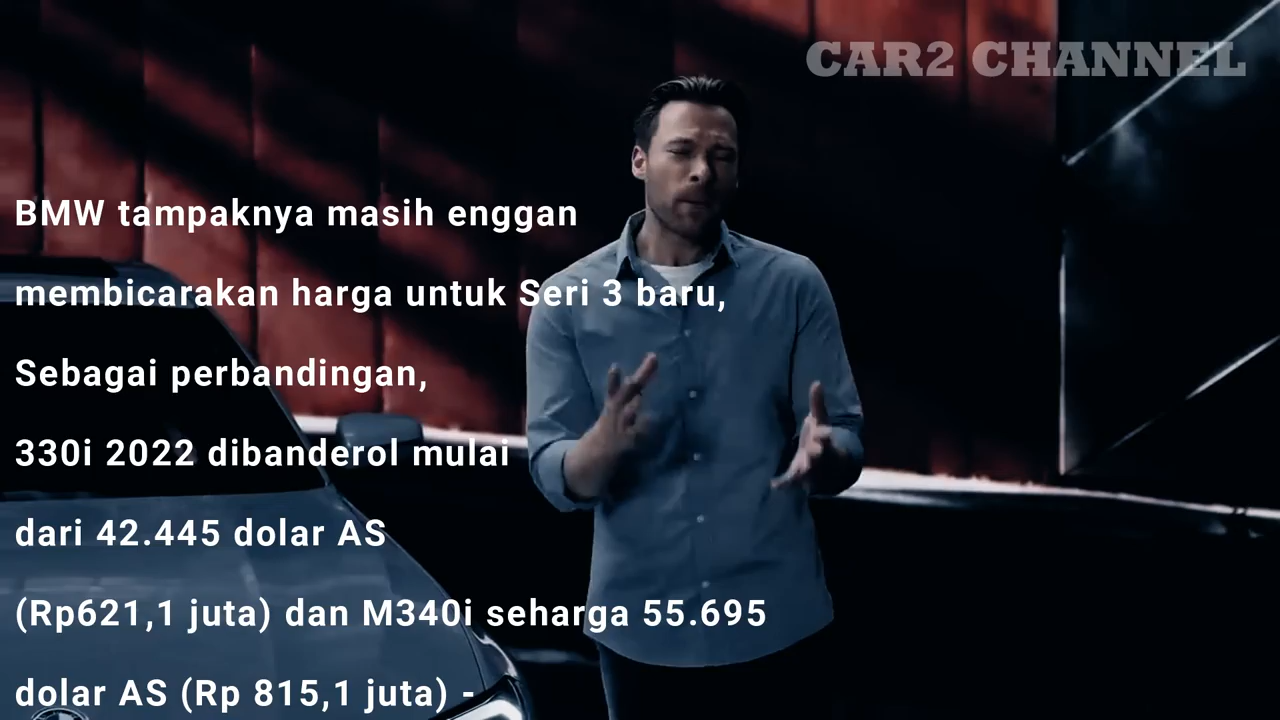 CAR2 CHANNEL
BMW tampaknya masih enggan
membicarakan harga untuk Seri 3 baru,
Sebagai perbandingan,
330i 2022 dibanderol mulai
dari 42.445 dolar AS
(Rp621,1 juta) dan M340i seharga 55.695
dolar AS (Rp 815,1 juta) -